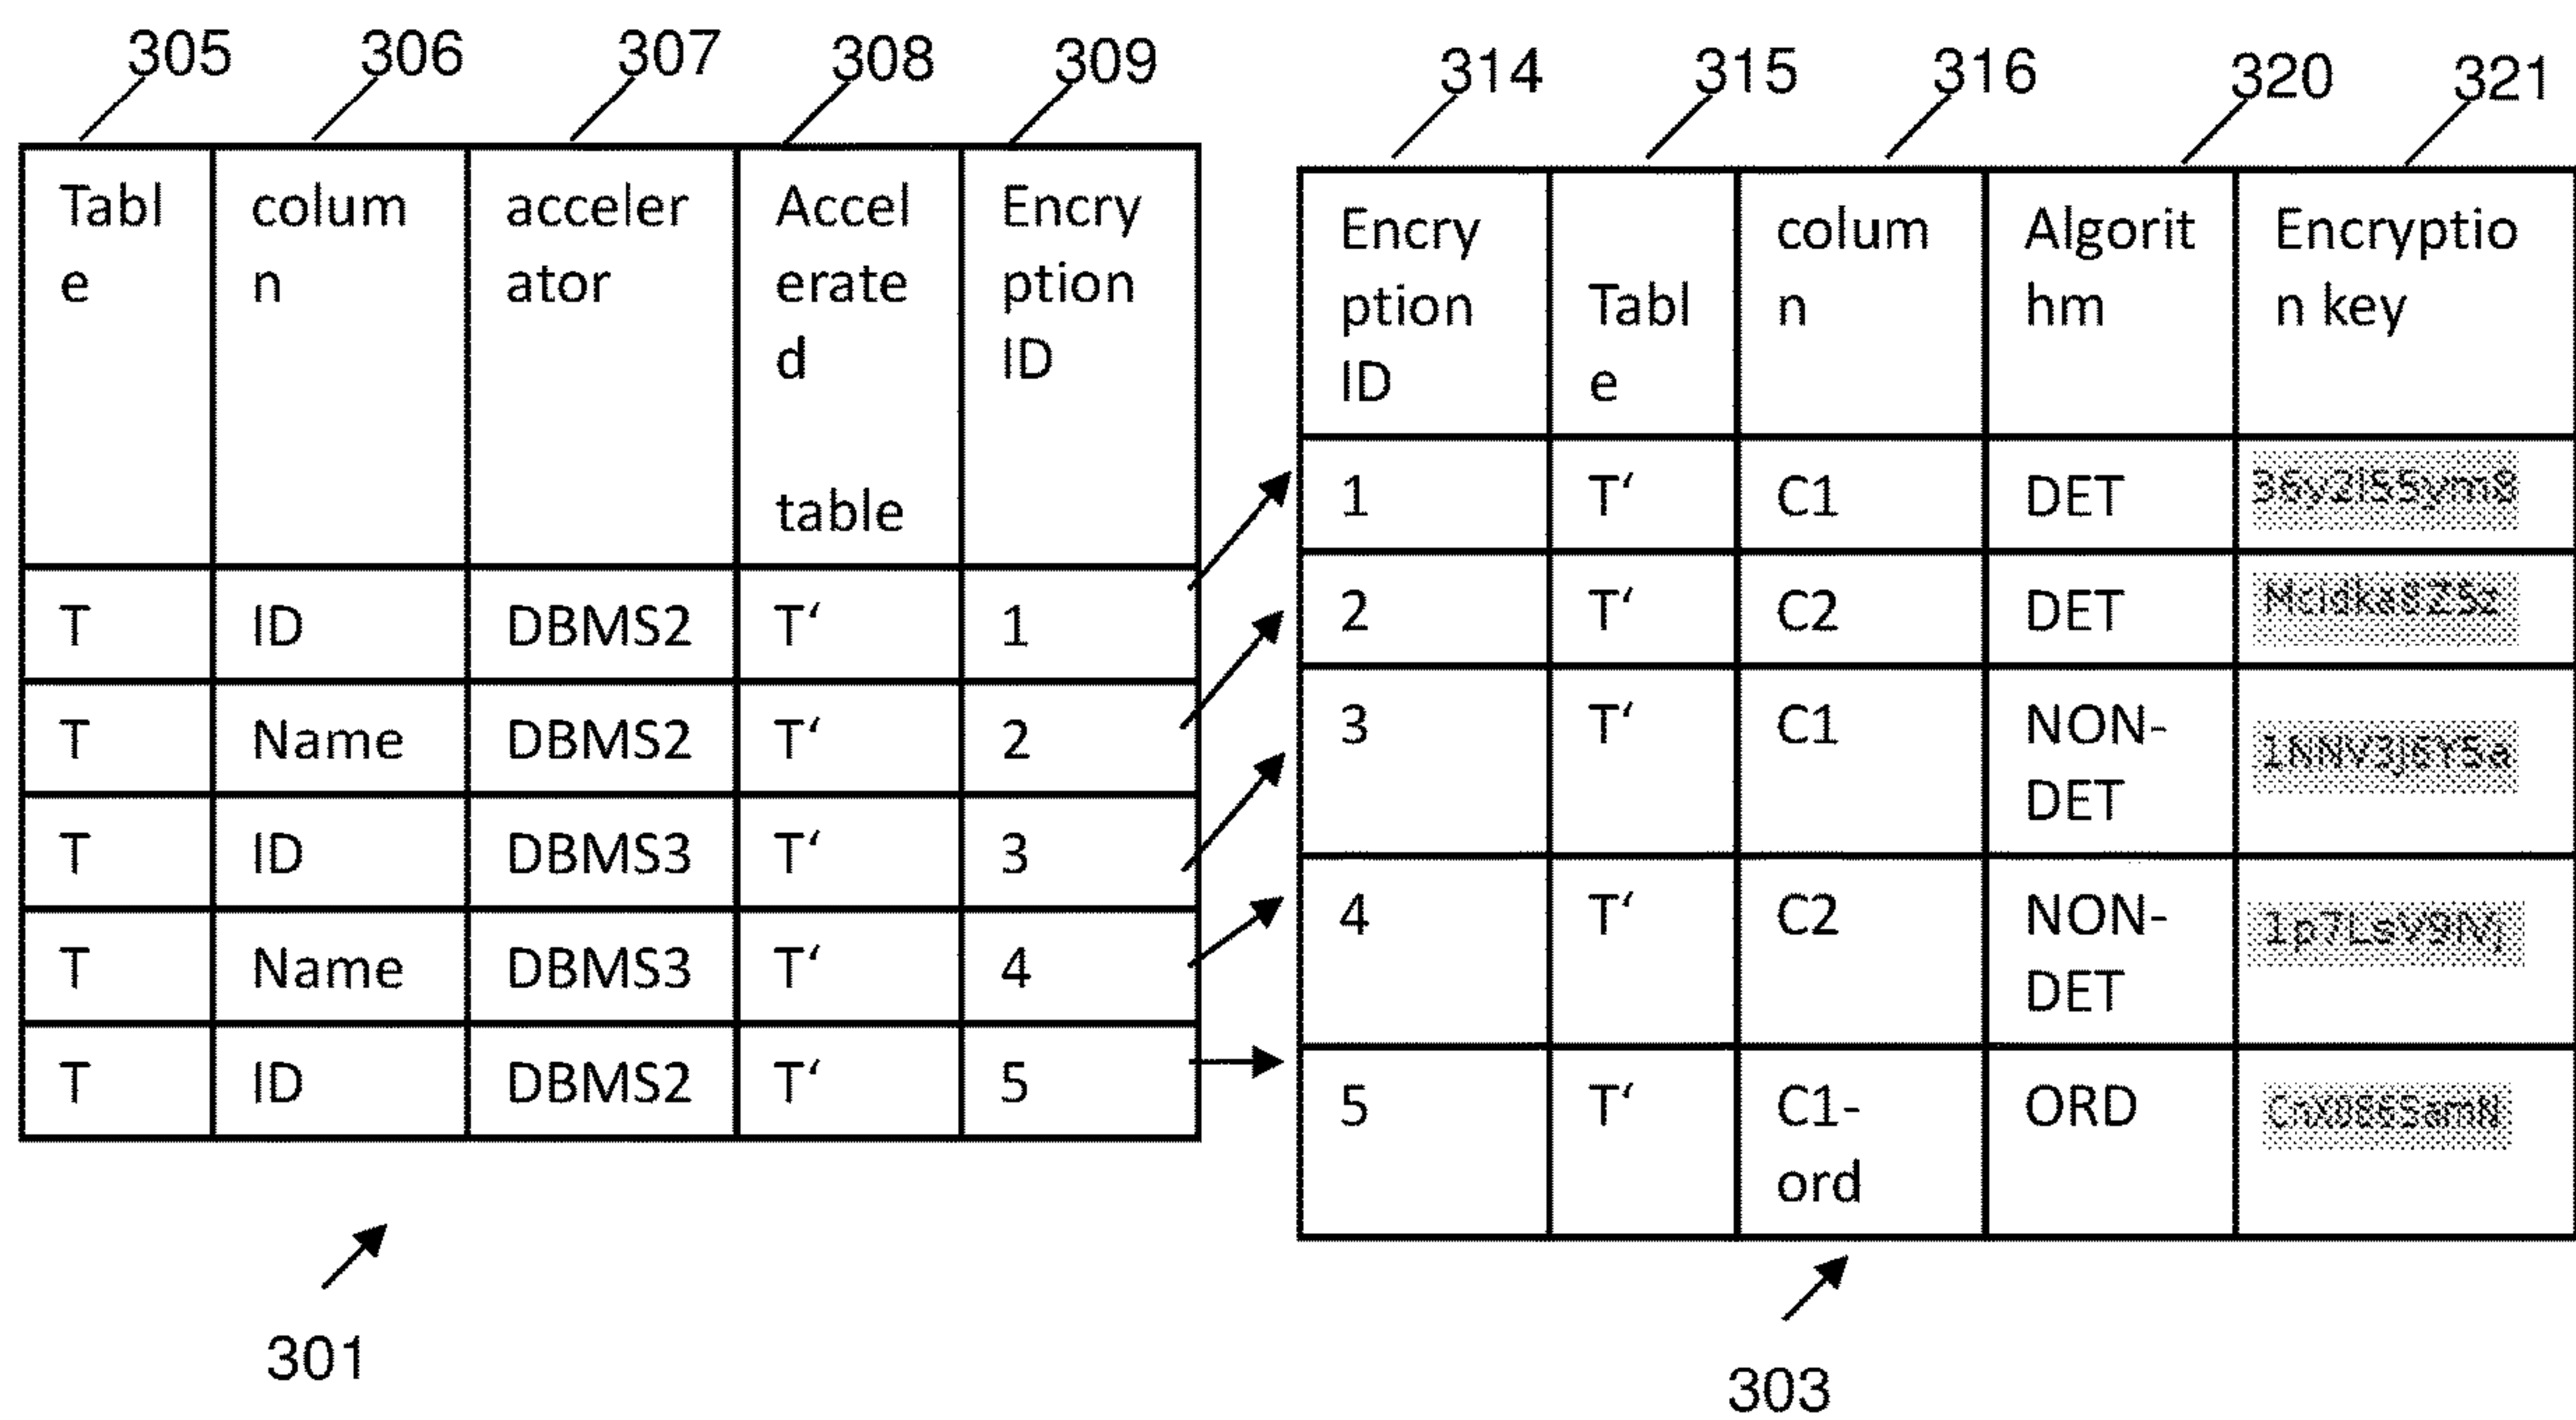 305 306 307 308 309 314 315 316 320 321
Tabl
e
colum
n
acceler
ator
Accel
erate
d
table
Encry
ption
ID
T ID DBMS2 T‘ 1
T Name DBMS2 T‘ 2
T ID DBMS3 T‘ 3
T Name DBMS3 T‘ 4
T ID DBMS2 T‘ 5
301
Encry
ption
ID
Tabl
e
colum
n
Algorit
hm
Encryptio
n key
1 T‘ C1 DET
2 T‘ C2 DET
3 T‘ C1 NON-
DET
4 T‘ C2 NON-
DET
5 T‘ C1- ORD
ord
303